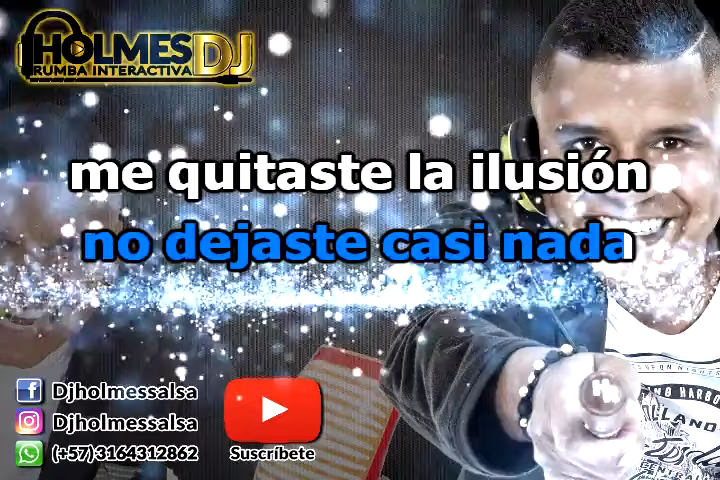 HOLMES DJ
RUMBA INTERACTIVA
me quitaste la ilusión
no dejaste casi nada
Djholmessalsa
Djholmessalsa
(+57)3164312862
Suscríbete